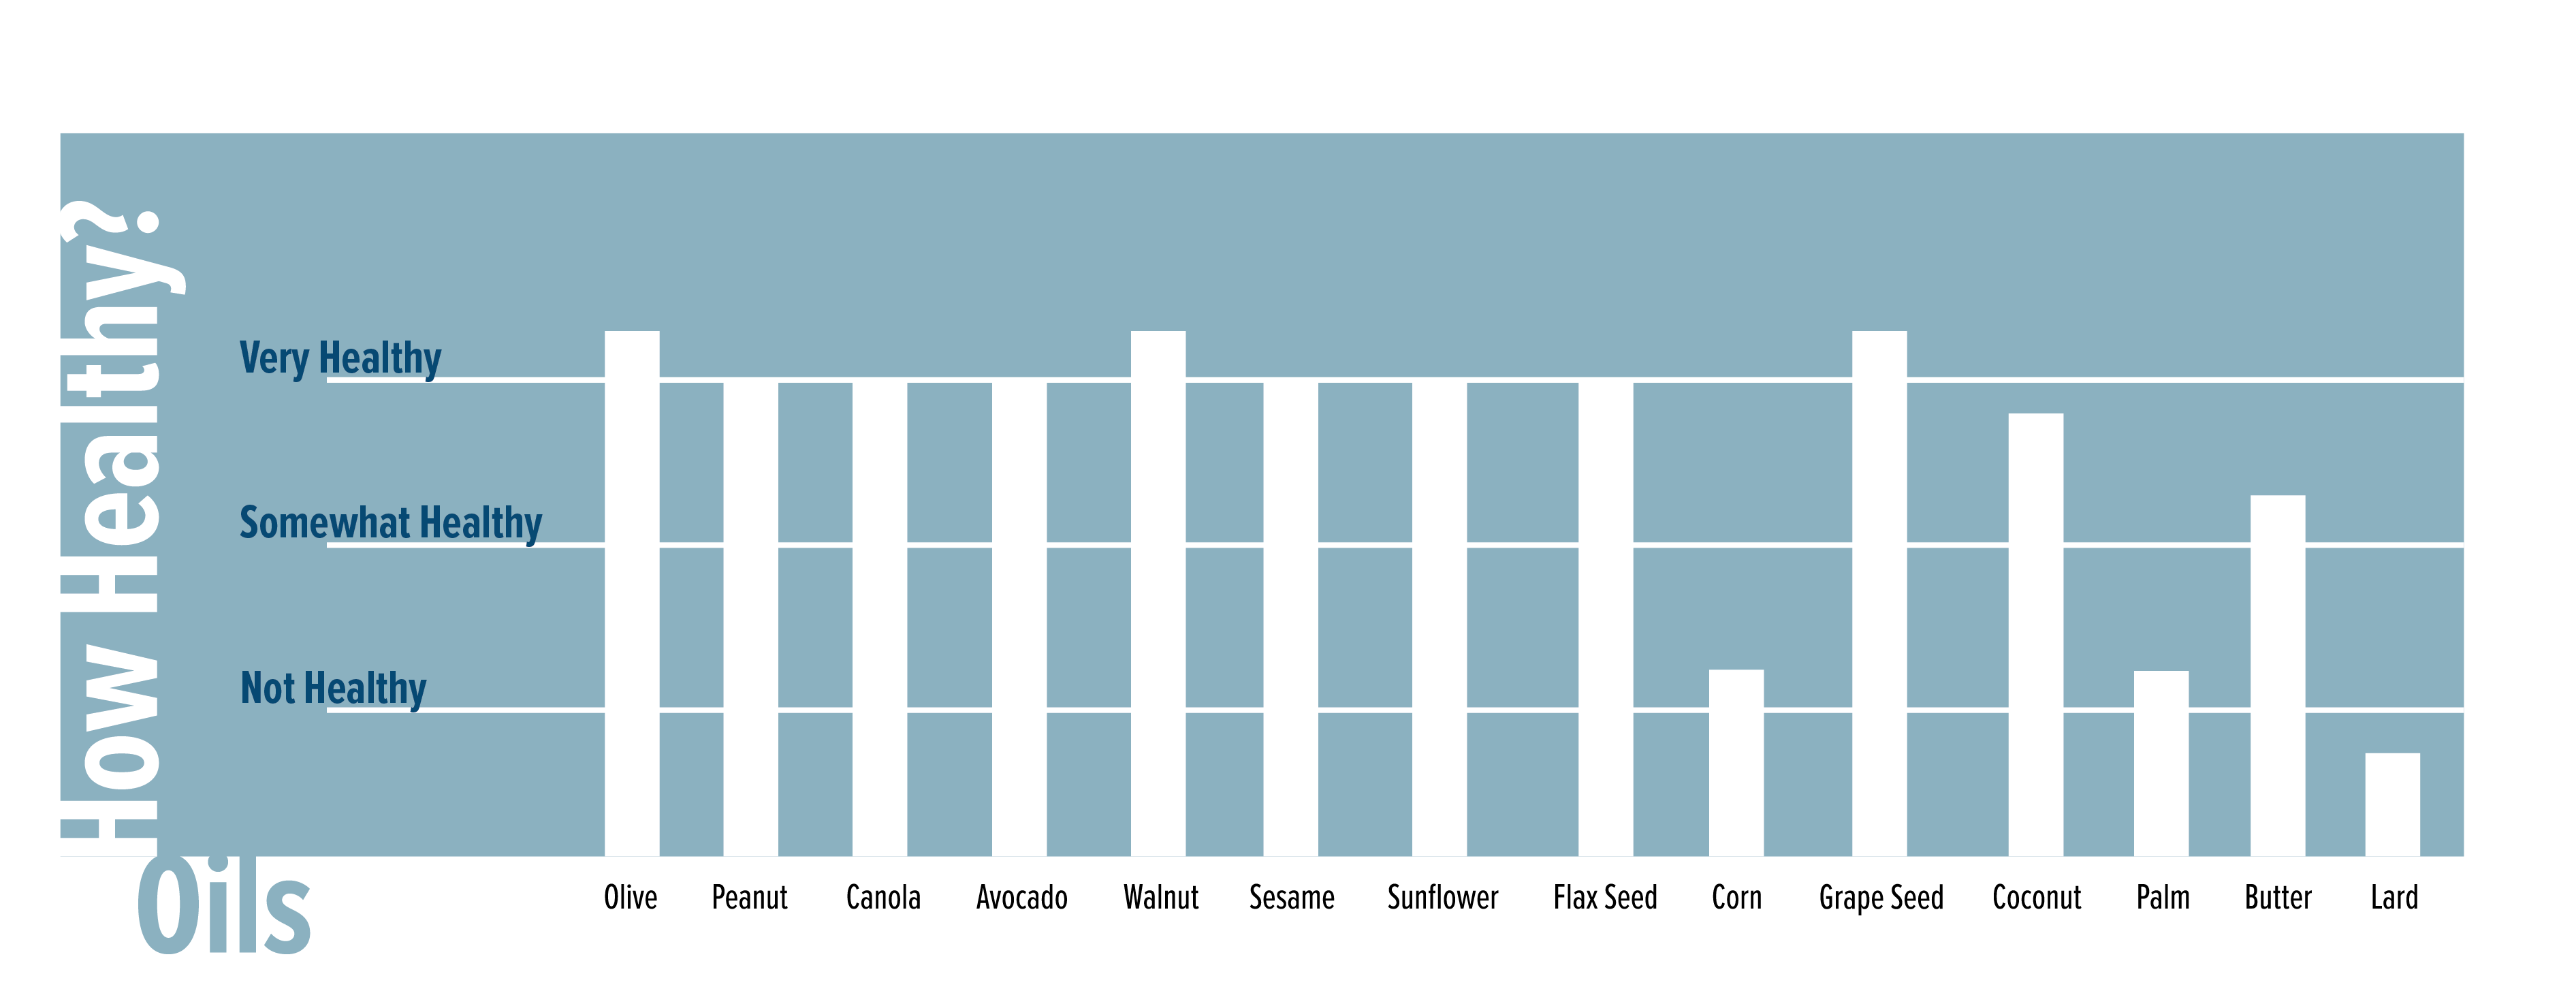 How Healthy?
Very Healthy
Somewhat Healthy
Not Healthy
Oils
Olive Peanut Canola Avocado Walnut Sesame Sunflower Flax Seed Corn Grape Seed Coconut Palm Butter Lard